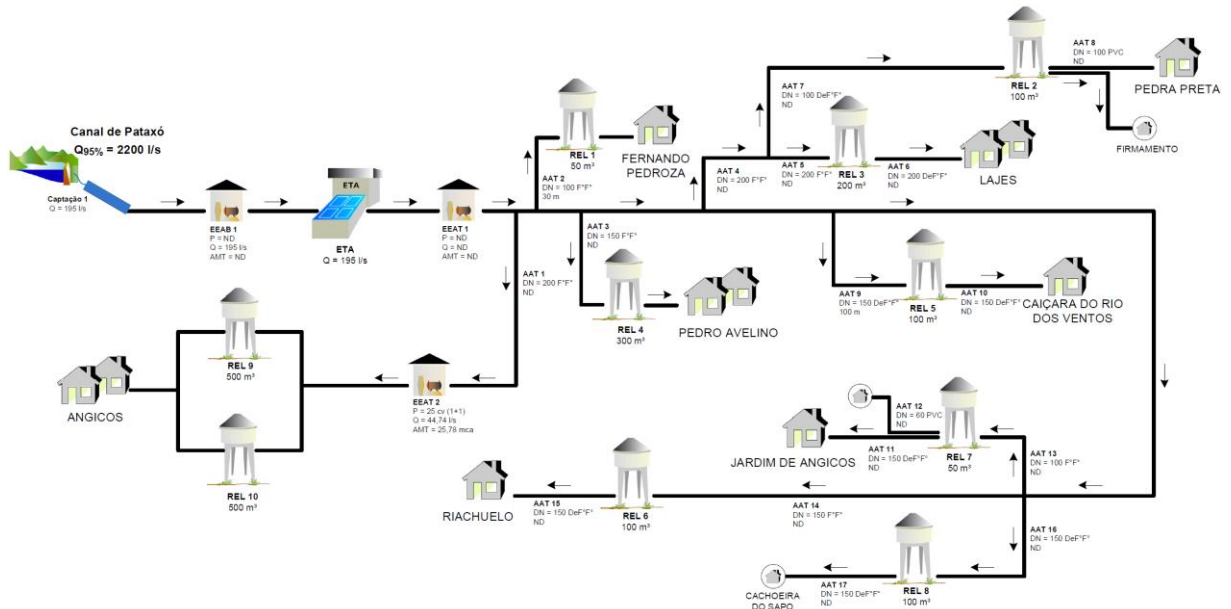 Canal de Pataxó
Q95% = 2200 l/s
Captação 1
Q = 195 l/s
EEAB 1
P = ND
Q = 195 l/s
AMT = ND
ETA
ETA
Q = 195 l/s
EEAT 1
P = ND
Q = ND
AMT = ND
AAT 1
DN = 200 F°F°
ND
AAT 2
DN = 100 F°F°
30 m
REL 1
50 m³
FERNANDO
PEDROZA
AAT 3
DN = 150 F°F°
ND
REL 4
300 m³
PEDRO AVELINO
AAT 4
DN = 200 F°F°
ND
AAT 5
DN = 200 F°F°
ND
REL 3
200 m³
AAT 6
DN = 200 DeF°F°
ND
LAJES
AAT 7
DN = 100 DeF°F°
ND
REL 2
100 m³
AAT 8
DN = 100 PVC
ND
PEDRA PRETA
FIRMAMENTO
AAT 9
DN = 150 DeF°F°
100 m
REL 5
100 m³
AAT 10
DN = 150 DeF°F°
ND
CAIÇARA DO RIO
DOS VENTOS
EEAT 2
P = 25 cv (1+1)
Q = 44,74 l/s
AMT = 25,78 mca
REL 9
500 m³
REL 10
500 m³
ANGICOS
AAT 12
DN = 60 PVC
ND
AAT 11
DN = 150 DeF°F°
ND
JARDIM DE ANGICOS
REL 7
50 m³
AAT 13
DN = 100 F°F°
ND
AAT 14
DN = 150 F°F°
ND
REL 6
100 m³
AAT 15
DN = 150 DeF°F°
ND
RIACHUELO
AAT 16
DN = 150 DeF°F°
ND
REL 8
100 m³
AAT 17
DN = 150 DeF°F°
ND
CACHOEIRA
DO SAPO